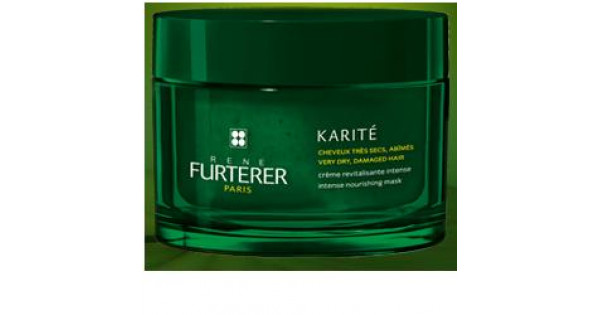 RENE
FURTERER
PARIS
KARITÉ
CHEVEUX TRÈS SECS, ABÎMÉS
VERY DRY, DAMAGED HAIR
crème revitalisante intense
intense nourishing mask